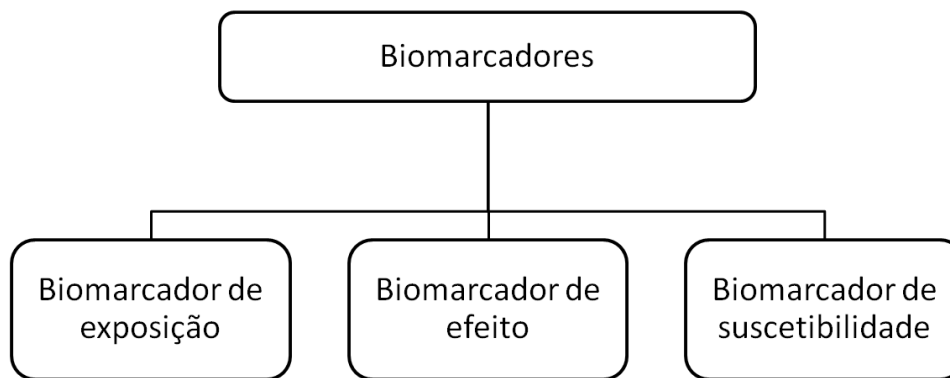 Biomarcadores
Biomarcador de
exposição
Biomarcador de
efeito
Biomarcador de
suscetibilidade